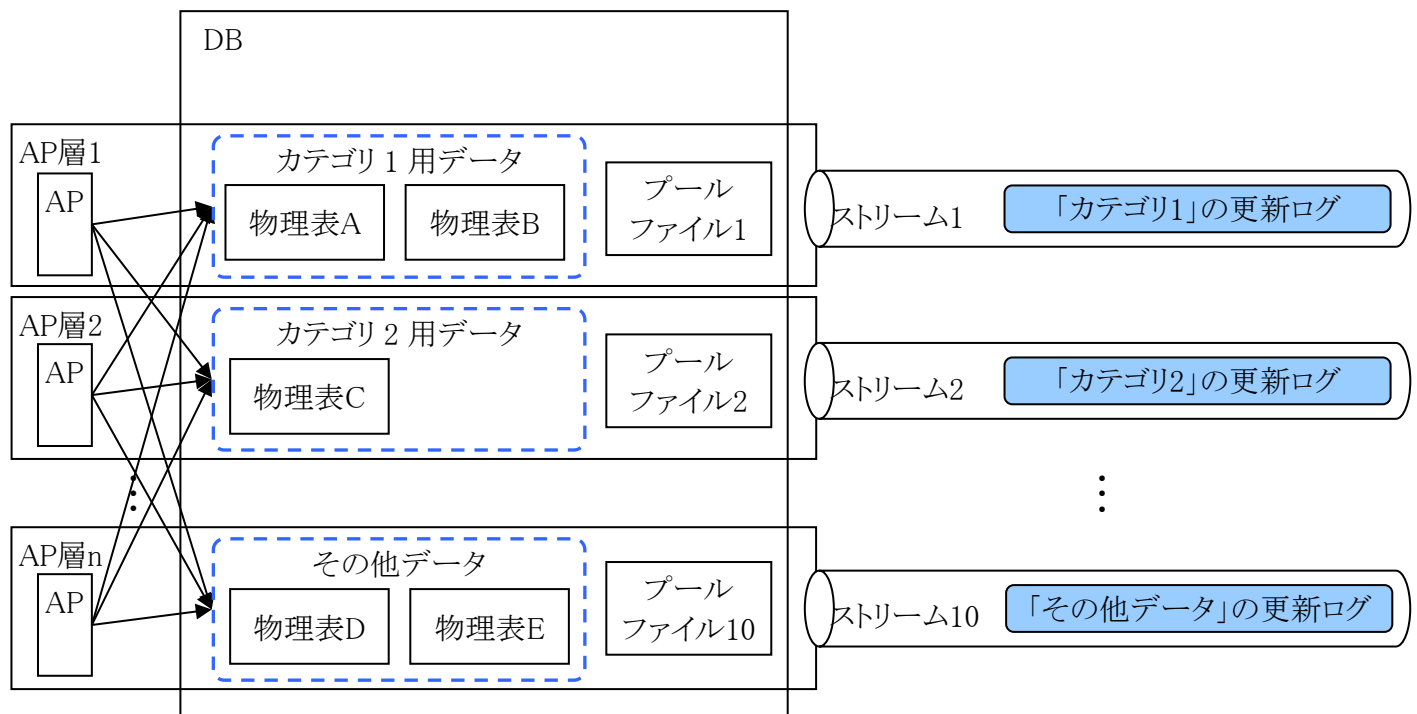 DB
AP層1
AP
カテゴリ 1 用データ
物理表A
物理表B
プール
ファイル1
ストリーム1
「カテゴリ1」の更新ログ
AP層2
AP
カテゴリ 2 用データ
物理表C
プール
ファイル2
ストリーム2
「カテゴリ2」の更新ログ
⋮
⋮
AP層n
AP
その他データ
物理表D
物理表E
プール
ファイル10
ストリーム10
「その他データ」の更新ログ